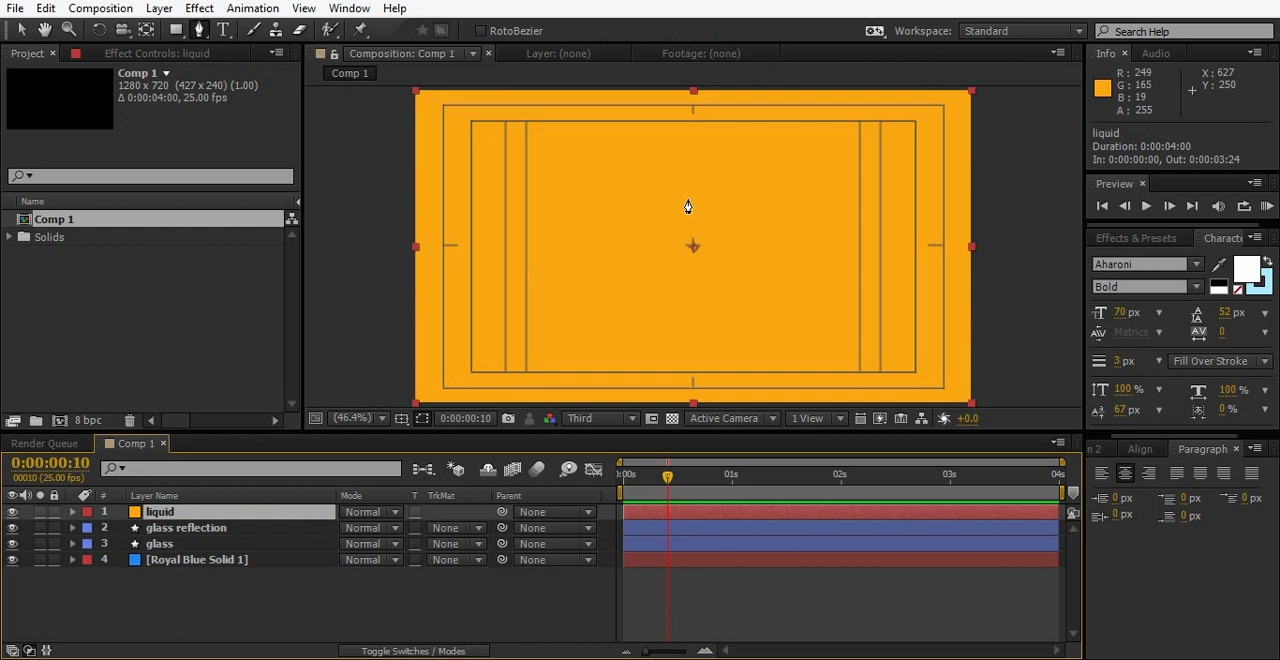 File Edit Composition Layer Effect Animation View Window Help
RotoBezier
Workspace: Standard
Search Help
Project × Effect Controls: liquid
Composition: Comp 1 × Layer: (none) Footage: (none)
Info × Audio
Comp 1
1280 x 720 (427 x 240) (1.00)
Δ 0:00:04:00, 25.00 fps
Comp 1
R: 249
G: 165
B: 19
A: 255
X: 627
Y: 250
liquid
Duration: 0:00:04:00
In: 0:00:00:00, Out: 0:00:03:24
Preview ×
Name
Comp 1
Solids
Effects & Presets Characte
Aharoni
Bold
70 px 52 px
Metrics 0
3 px Fill Over Stroke
100 % 100 %
67 px 0 %
8 bpc
(46.4%) 0:00:00:10 Third Active Camera 1 View +0.0
Render Queue Comp 1 ×
n 2 Align Paragraph ×
0:00:00:10
00010 (25.00 fps)
:00s 01s 02s 03s 04s
# Layer Name Mode T TrkMat Parent
1 liquid Normal None
2 glass reflection Normal None None
3 glass Normal None None
4 [Royal Blue Solid 1] Normal None None
0 px 0 px 0 px
0 px 0 px
Toggle Switches / Modes